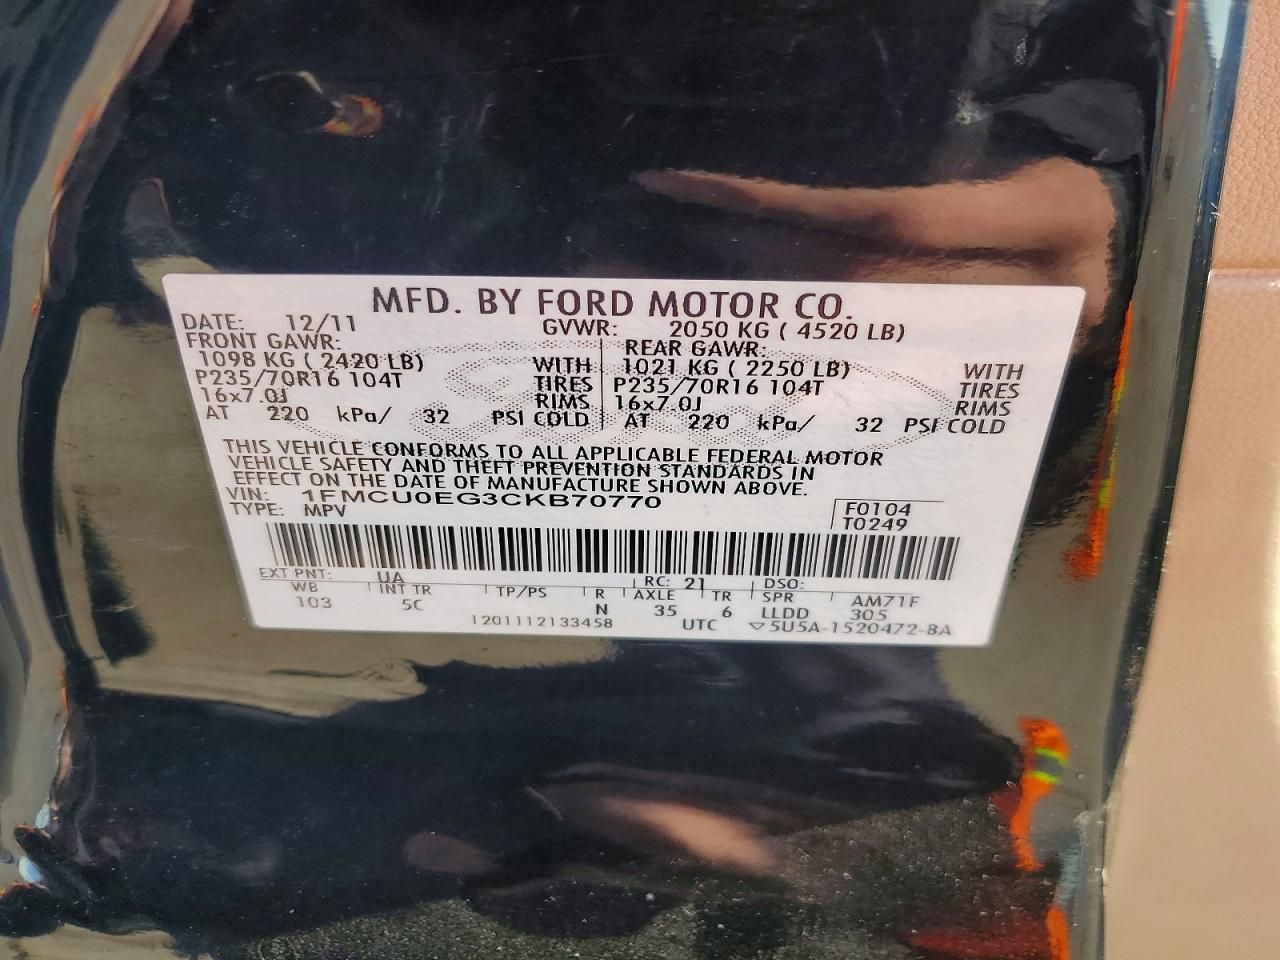 MFD. BY FORD MOTOR CO.
DATE: 12/11 GVWR: 2050 KG ( 4520 LB)
FRONT GAWR: REAR GAWR:
1098 KG ( 2420 LB) WITH 1021 KG ( 2250 LB) WITH
P235/70R16 104T TIRES P235/70R16 104T TIRES
16x7.0J RIMS 16x7.0J RIMS
AT 220 kPa/ 32 PSI COLD AT 220 kPa/ 32 PSI COLD
THIS VEHICLE CONFORMS TO ALL APPLICABLE FEDERAL MOTOR
VEHICLE SAFETY AND THEFT PREVENTION STANDARDS IN
EFFECT ON THE DATE OF MANUFACTURE SHOWN ABOVE.
VIN: 1FMCU0EG3CKB70770
TYPE: MPV
F0104
T0249
EXT PNT: UA RC: 21 DSO:
WB INT TR TP/PS R AXLE TR SPR AM71F
103 5C N 35 6 LLDD 305
1201112133458 UTC ▽5U5A-1520472-BA